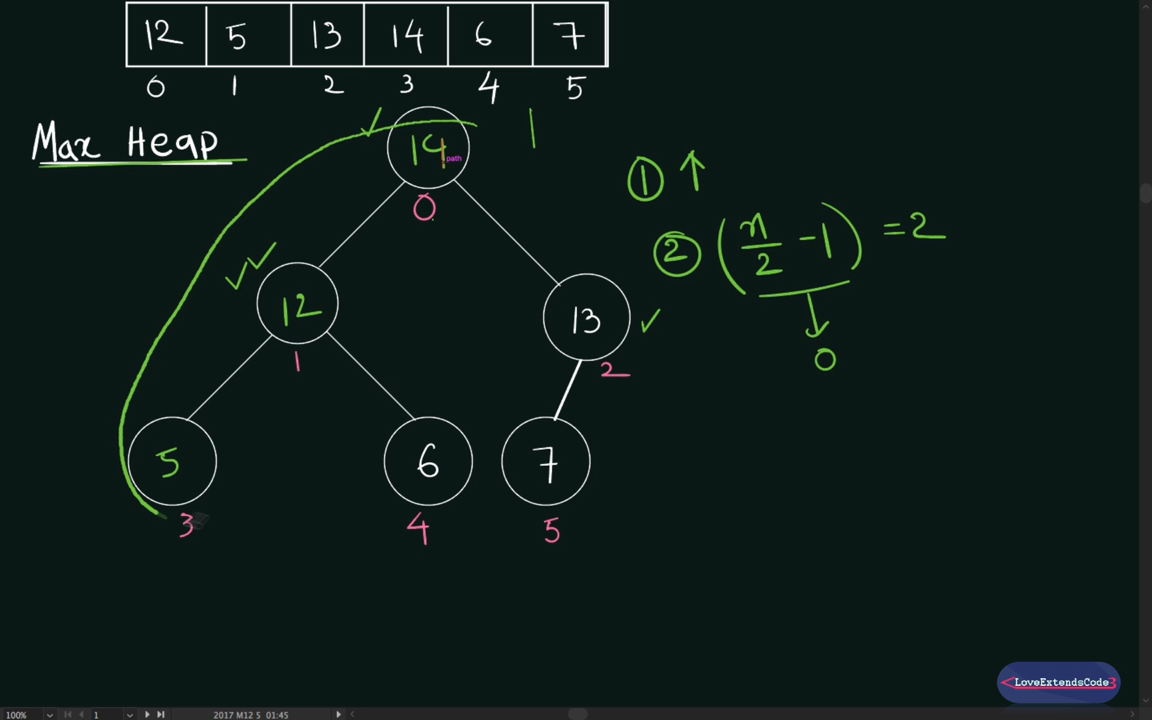 12 5 13 14 6 7
0 1 2 3 4 5
Max Heap
14
path
0
① ↑
② (n/2 - 1) = 2
0
12
1
13
2
5
3
6
4
7
5
<LoveExtendsCode3
100% 1 2017 M12 5 01:45